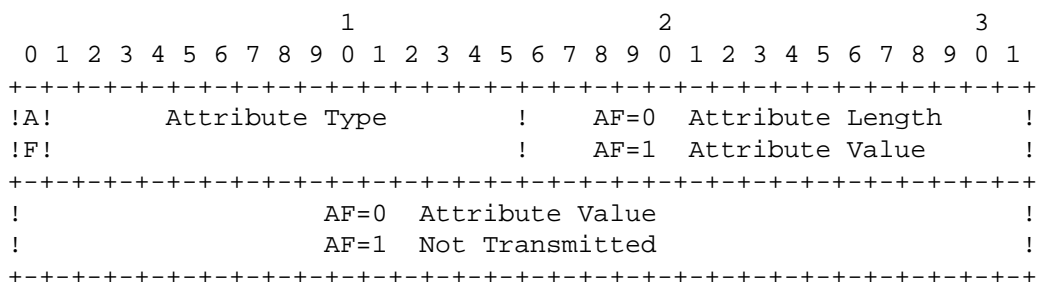 1                   2                   3
 0 1 2 3 4 5 6 7 8 9 0 1 2 3 4 5 6 7 8 9 0 1 2 3 4 5 6 7 8 9 0 1
+-+-+-+-+-+-+-+-+-+-+-+-+-+-+-+-+-+-+-+-+-+-+-+-+-+-+-+-+-+-+-+-+
!A!       Attribute Type        !    AF=0  Attribute Length     !
!F!                             !    AF=1  Attribute Value      !
+-+-+-+-+-+-+-+-+-+-+-+-+-+-+-+-+-+-+-+-+-+-+-+-+-+-+-+-+-+-+-+-+
!                   AF=0  Attribute Value                       !
!                   AF=1  Not Transmitted                       !
+-+-+-+-+-+-+-+-+-+-+-+-+-+-+-+-+-+-+-+-+-+-+-+-+-+-+-+-+-+-+-+-+